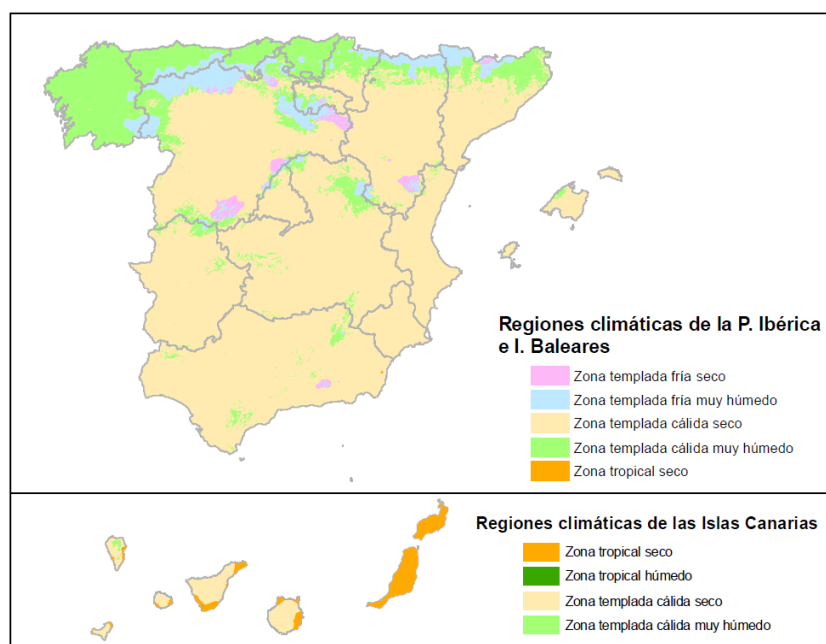 Regiones climáticas de la P. Ibérica
e I. Baleares
Zona templada fría seco
Zona templada fría muy húmedo
Zona templada cálida seco
Zona templada cálida muy húmedo
Zona tropical seco
Regiones climáticas de las Islas Canarias
Zona tropical seco
Zona tropical húmedo
Zona templada cálida seco
Zona templada cálida muy húmedo